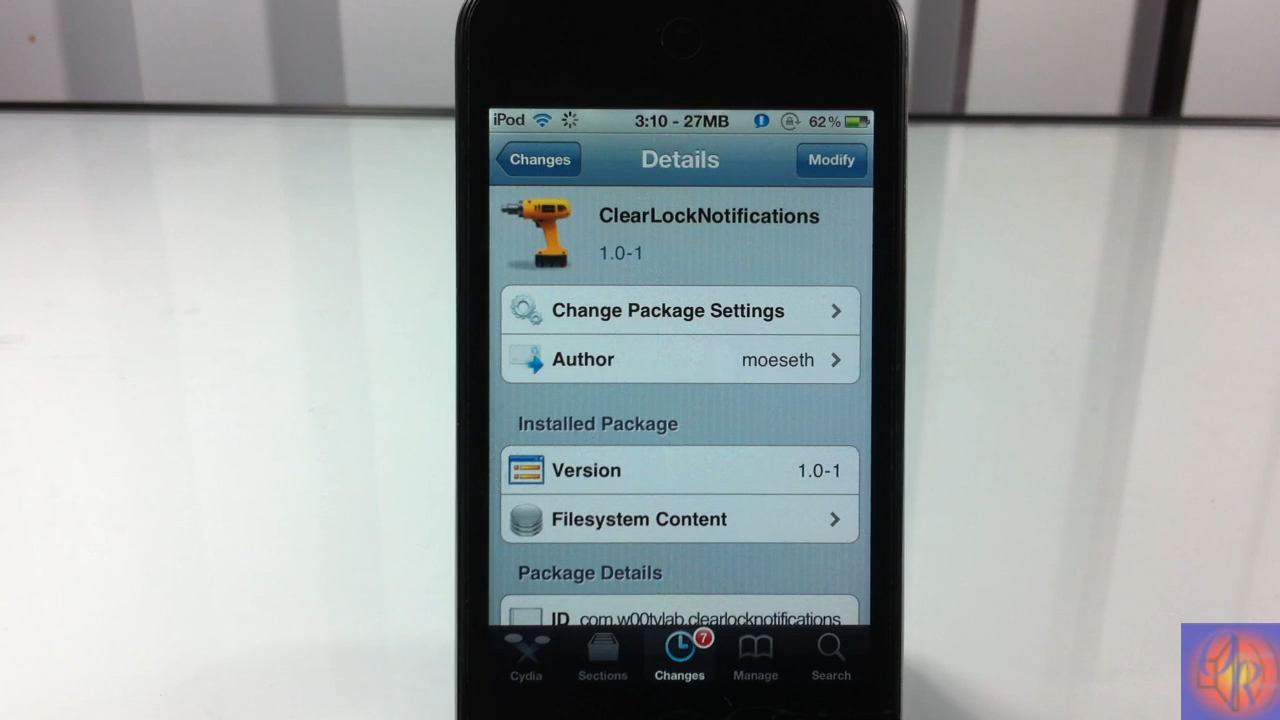 iPod 3:10 - 27MB 62%
Changes Details Modify
ClearLockNotifications
1.0-1
Change Package Settings
Author moeseth
Installed Package
Version 1.0-1
Filesystem Content
Package Details
ID com.w00tylab.clearlocknotifications
7
Cydia Sections Changes Manage Search
R